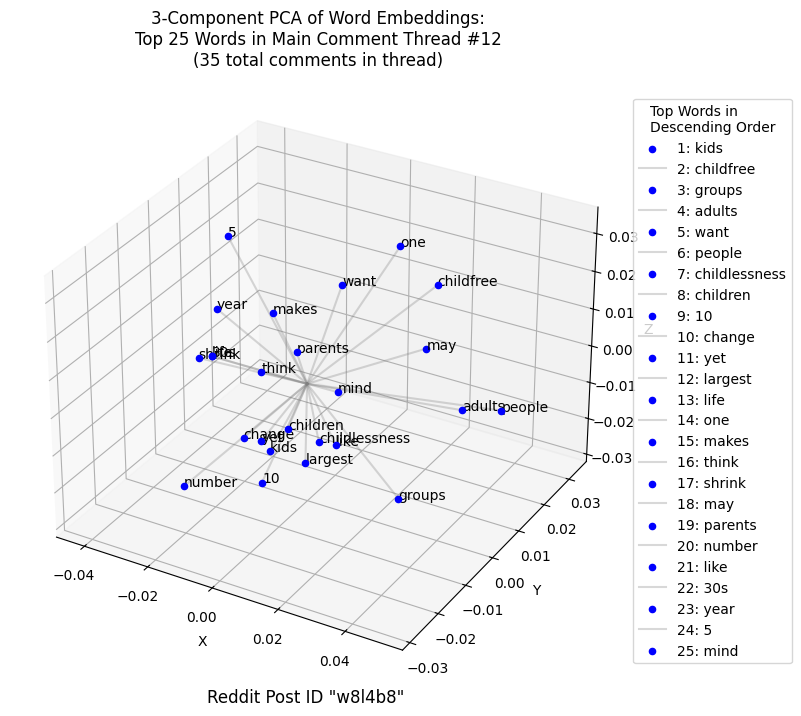 3-Component PCA of Word Embeddings:
Top 25 Words in Main Comment Thread #12
(35 total comments in thread)
Top Words in
Descending Order
1: kids
2: childfree
3: groups
4: adults
5: want
6: people
7: childlessness
8: children
9: 10
10: change
11: yet
12: largest
13: life
14: one
15: makes
16: think
17: shrink
18: may
19: parents
20: number
21: like
22: 30s
23: year
24: 5
25: mind
5
one
want
childfree
year
makes
parents
may
shrink
think
mind
adults
people
children
change
childlessness
like
yet
kids
largest
10
number
groups
0.03
0.02
0.01
0.00
−0.01
−0.02
−0.03
Z
0.03
0.02
0.01
0.00
−0.01
−0.02
−0.03
Y
−0.04
−0.02
0.00
0.02
0.04
X
Reddit Post ID "w8l4b8"